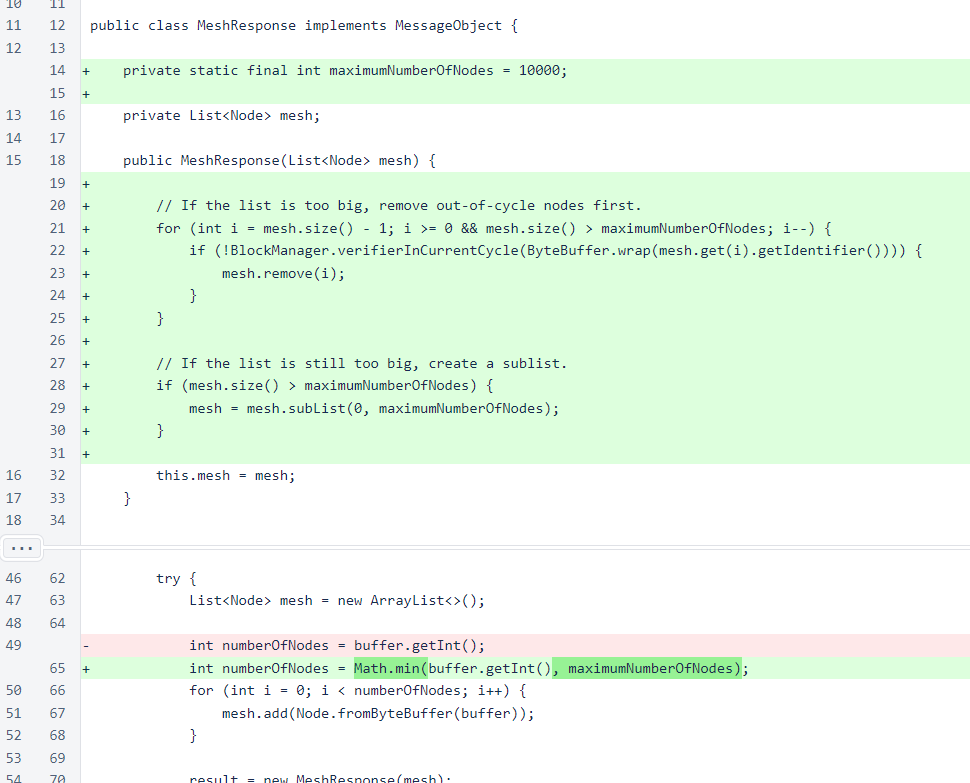 10 11
11 12 public class MeshResponse implements MessageObject {
12 13
14 + private static final int maximumNumberOfNodes = 10000;
15 +
13 16 private List<Node> mesh;
14 17
15 18 public MeshResponse(List<Node> mesh) {
19 +
20 + // If the list is too big, remove out-of-cycle nodes first.
21 + for (int i = mesh.size() - 1; i >= 0 && mesh.size() > maximumNumberOfNodes; i--) {
22 + if (!BlockManager.verifierInCurrentCycle(ByteBuffer.wrap(mesh.get(i).getIdentifier()))) {
23 + mesh.remove(i);
24 + }
25 + }
26 +
27 + // If the list is still too big, create a sublist.
28 + if (mesh.size() > maximumNumberOfNodes) {
29 + mesh = mesh.subList(0, maximumNumberOfNodes);
30 + }
31 +
16 32 this.mesh = mesh;
17 33 }
18 34
...
46 62 try {
47 63 List<Node> mesh = new ArrayList<>();
48 64
49 - int numberOfNodes = buffer.getInt();
65 + int numberOfNodes = Math.min(buffer.getInt(), maximumNumberOfNodes);
50 66 for (int i = 0; i < numberOfNodes; i++) {
51 67 mesh.add(Node.fromByteBuffer(buffer));
52 68 }
53 69
54 70 result = new MeshResponse(mesh);